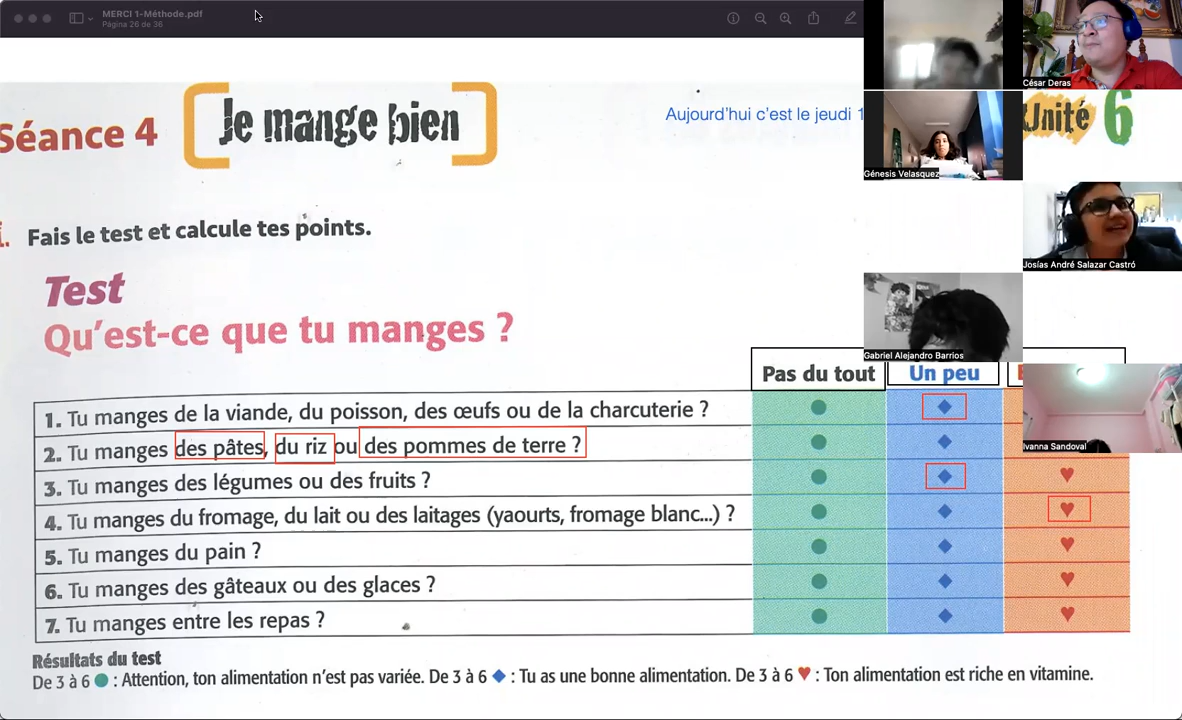 MERCI 1-Méthode.pdf
Página 26 de 36
César Deras
Séance 4
Je mange bien
Aujourd'hui c'est le jeudi 1
Unité 6
Génesis Velasquez
Fais le test et calcule tes points.
Josías André Salazar Castró
Test
Qu'est-ce que tu manges ?
Gabriel Alejandro Barrios
Pas du tout
Un peu
Ivanna Sandoval
1. Tu manges de la viande, du poisson, des œufs ou de la charcuterie ?
2. Tu manges des pâtes, du riz ou des pommes de terre ?
3. Tu manges des légumes ou des fruits ?
4. Tu manges du fromage, du lait ou des laitages (yaourts, fromage blanc...) ?
5. Tu manges du pain ?
6. Tu manges des gâteaux ou des glaces ?
7. Tu manges entre les repas ?
Résultats du test
De 3 à 6 ● : Attention, ton alimentation n'est pas variée. De 3 à 6 ◆ : Tu as une bonne alimentation. De 3 à 6 ♥ : Ton alimentation est riche en vitamine.